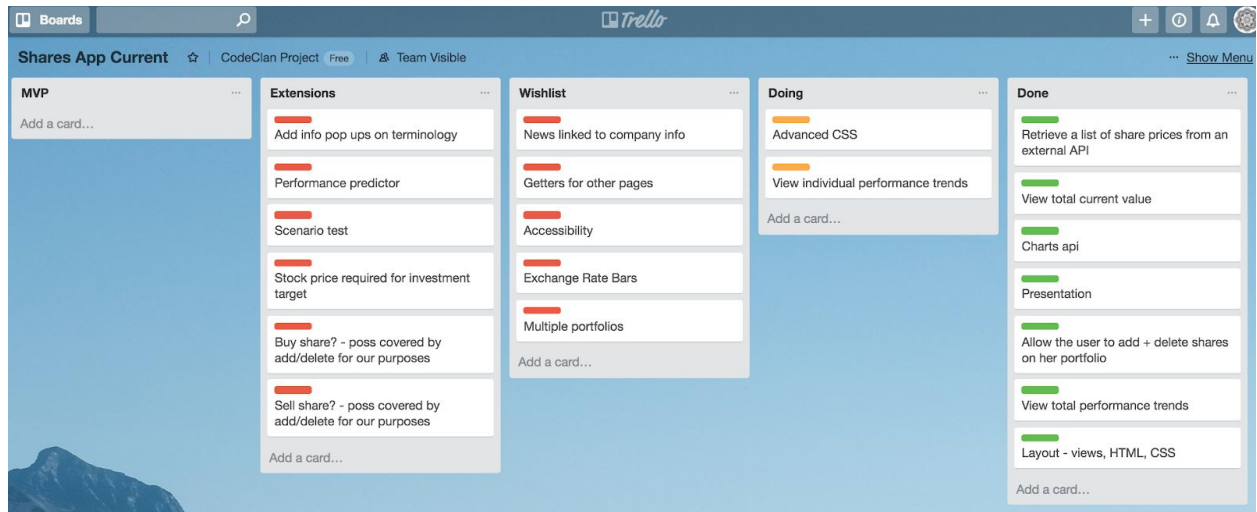 Boards
Trello
Shares App Current
CodeClan Project Free
Team Visible
... Show Menu
MVP
Add a card...
Extensions
Add info pop ups on terminology
Performance predictor
Scenario test
Stock price required for investment
target
Buy share? - poss covered by
add/delete for our purposes
Sell share? - poss covered by
add/delete for our purposes
Add a card...
Wishlist
News linked to company info
Getters for other pages
Accessibility
Exchange Rate Bars
Multiple portfolios
Add a card...
Doing
Advanced CSS
View individual performance trends
Add a card...
Done
Retrieve a list of share prices from an
external API
View total current value
Charts api
Presentation
Allow the user to add + delete shares
on her portfolio
View total performance trends
Layout - views, HTML, CSS
Add a card...